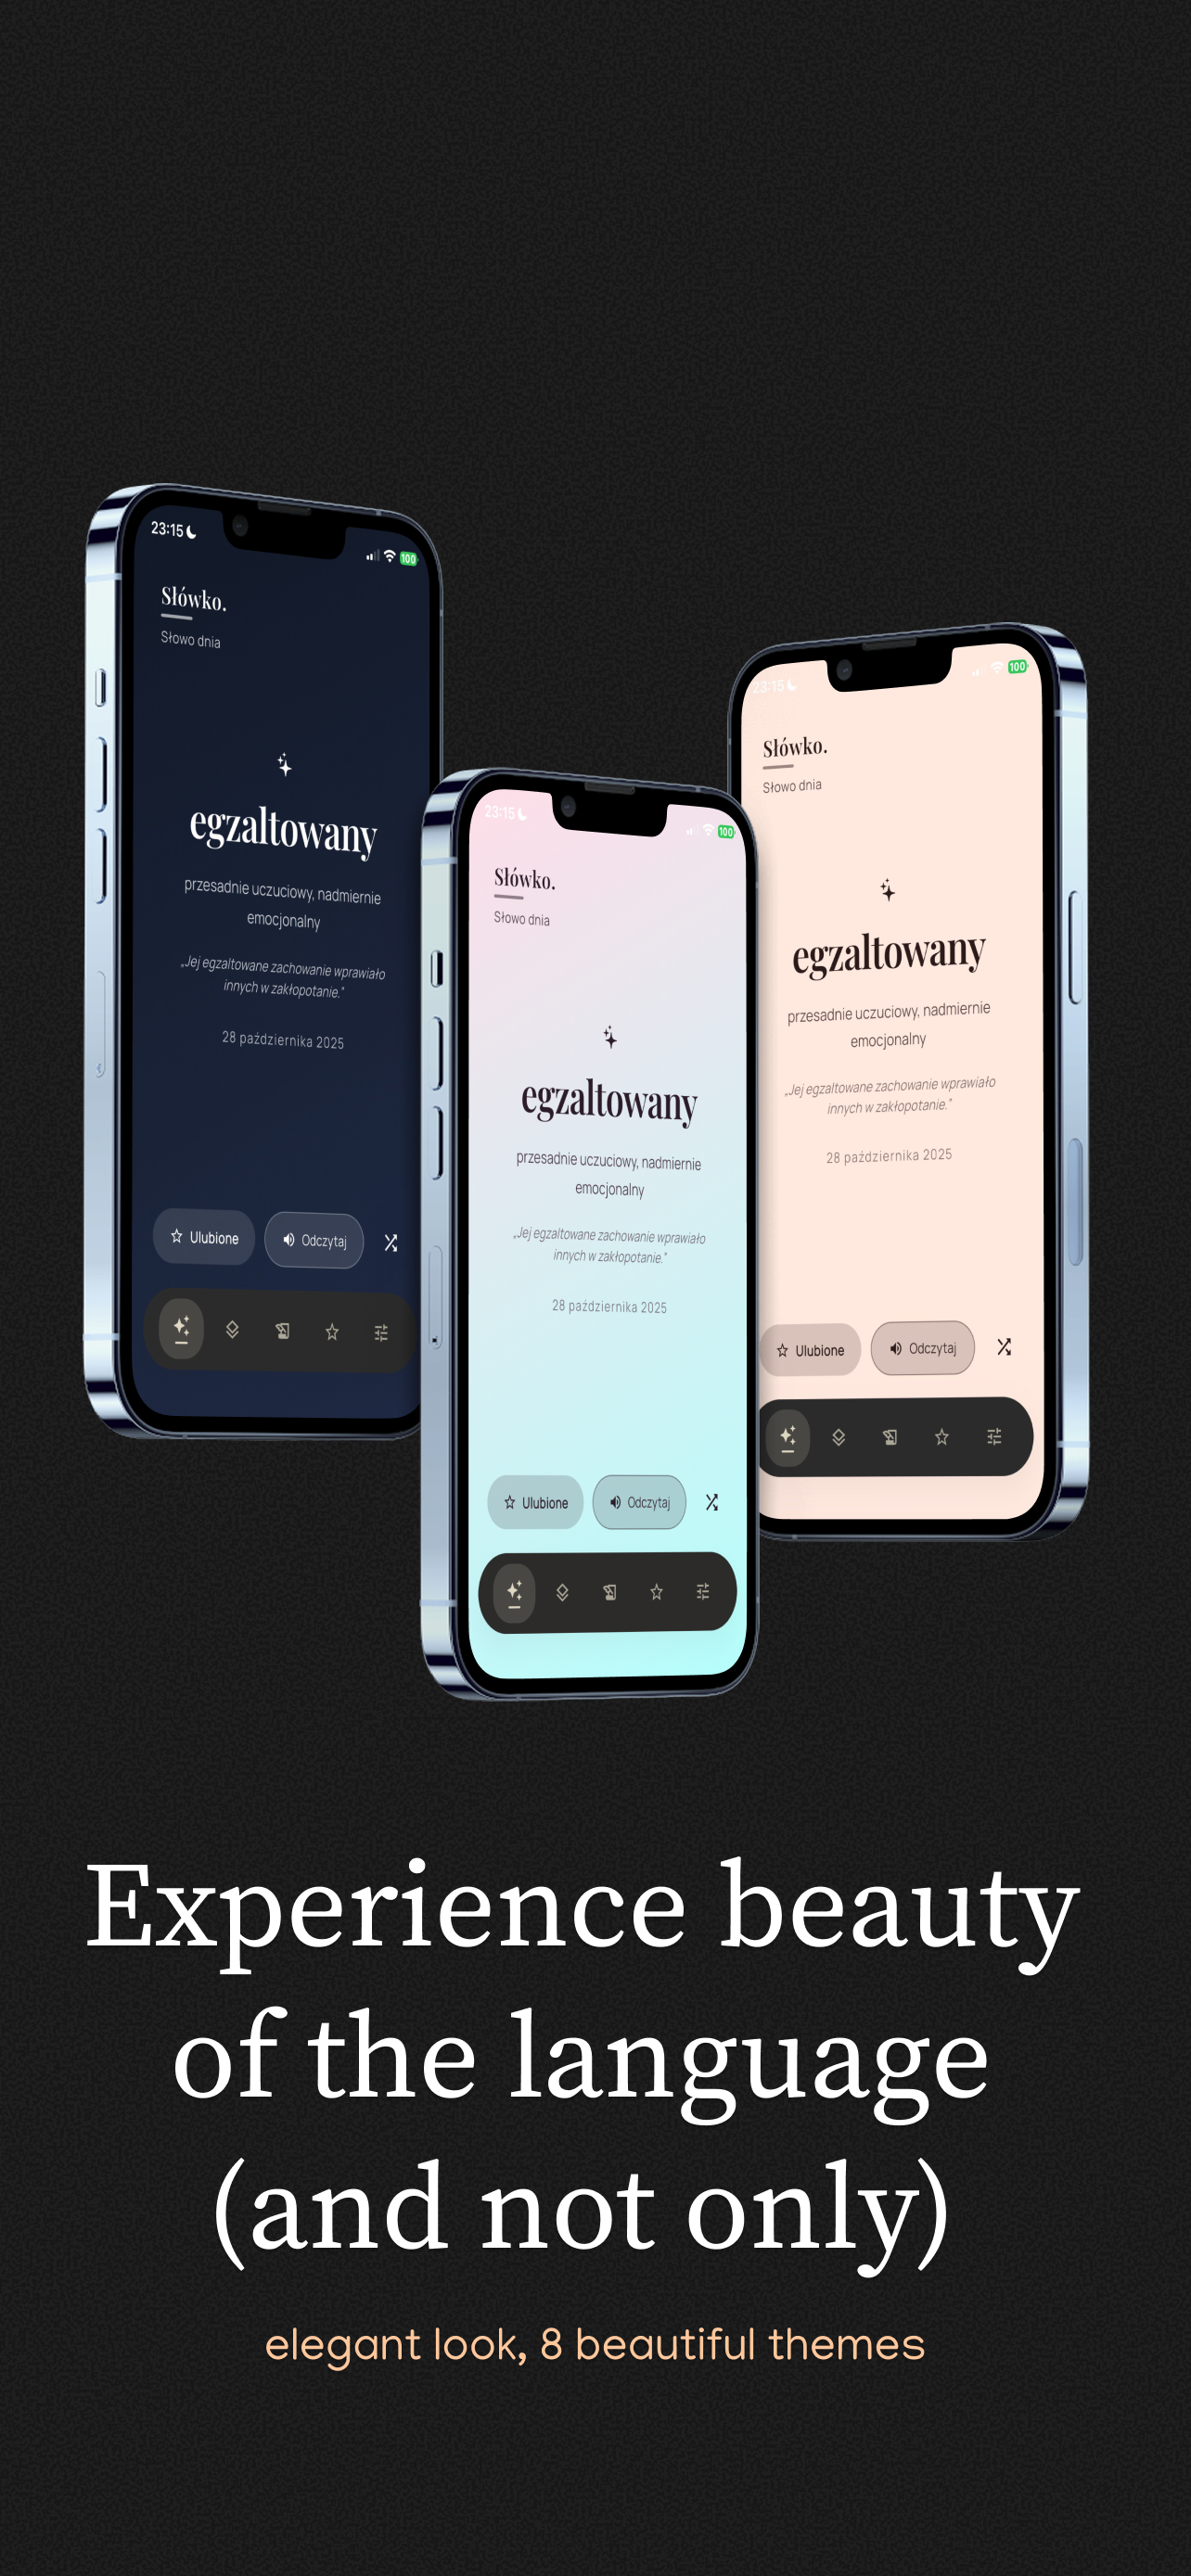 23:15
100
Słówko.
Słowo dnia
egzaltowany
przesadnie uczuciowy, nadmiernie
emocjonalny
„Jej egzaltowane zachowanie wprawiało
innych w zakłopotanie.”
28 października 2025
Ulubione
Odczytaj
23:15
100
Słówko.
Słowo dnia
egzaltowany
przesadnie uczuciowy, nadmiernie
emocjonalny
„Jej egzaltowane zachowanie wprawiało
innych w zakłopotanie.”
28 października 2025
Ulubione
Odczytaj
23:15
100
Słówko.
Słowo dnia
egzaltowany
przesadnie uczuciowy, nadmiernie
emocjonalny
„Jej egzaltowane zachowanie wprawiało
innych w zakłopotanie.”
28 października 2025
Ulubione
Odczytaj
Experience beauty
of the language
(and not only)
elegant look, 8 beautiful themes